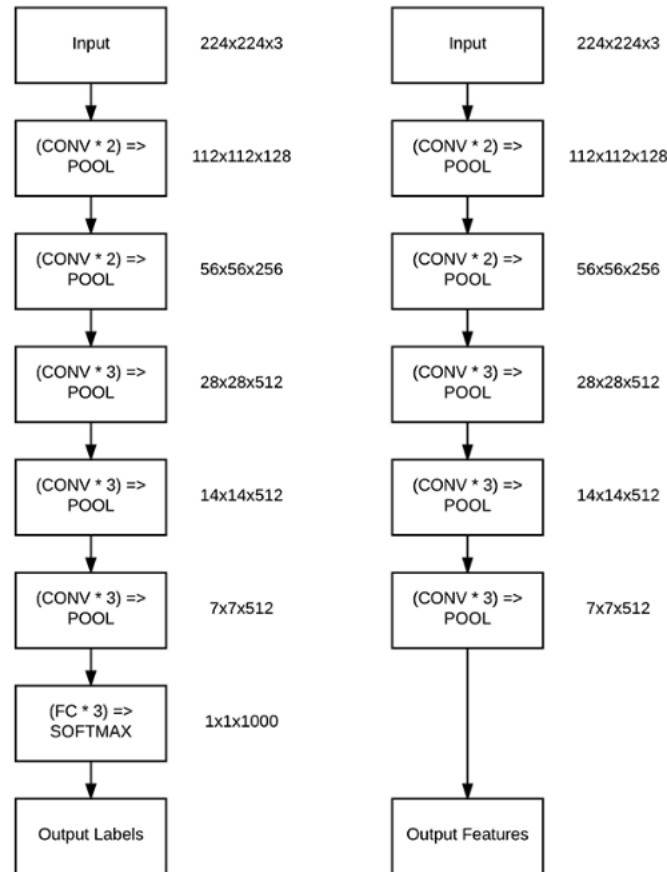 Input
224x224x3
(CONV * 2) =>
POOL
112x112x128
(CONV * 2) =>
POOL
56x56x256
(CONV * 3) =>
POOL
28x28x512
(CONV * 3) =>
POOL
14x14x512
(CONV * 3) =>
POOL
7x7x512
(FC * 3) =>
SOFTMAX
1x1x1000
Output Labels
Input
224x224x3
(CONV * 2) =>
POOL
112x112x128
(CONV * 2) =>
POOL
56x56x256
(CONV * 3) =>
POOL
28x28x512
(CONV * 3) =>
POOL
14x14x512
(CONV * 3) =>
POOL
7x7x512
Output Features